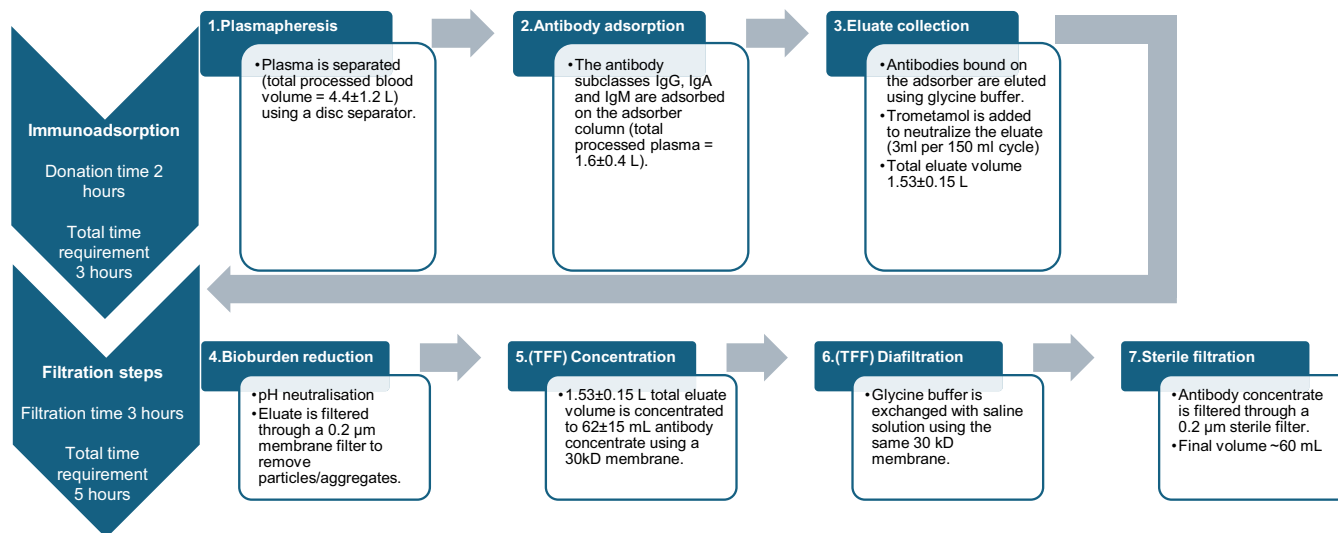 Immunoadsorption
Donation time 2
hours
Total time
requirement
3 hours
1.Plasmapheresis
•Plasma is separated
(total processed blood
volume = 4.4±1.2 L)
using a disc separator.
2.Antibody adsorption
•The antibody
subclasses IgG, IgA
and IgM are adsorbed
on the adsorber
column (total
processed plasma =
1.6±0.4 L).
3.Eluate collection
•Antibodies bound on
the adsorber are eluted
using glycine buffer.
•Trometamol is added
to neutralize the eluate
(3ml per 150 ml cycle)
•Total eluate volume
1.53±0.15 L
Filtration steps
Filtration time 3 hours
Total time
requirement
5 hours
4.Bioburden reduction
•pH neutralisation
•Eluate is filtered
through a 0.2 µm
membrane filter to
remove
particles/aggregates.
5.(TFF) Concentration
•1.53±0.15 L total eluate
volume is concentrated
to 62±15 mL antibody
concentrate using a
30kD membrane.
6.(TFF) Diafiltration
•Glycine buffer is
exchanged with saline
solution using the
same 30 kD
membrane.
7.Sterile filtration
•Antibody concentrate
is filtered through a
0.2 µm sterile filter.
•Final volume ~60 mL